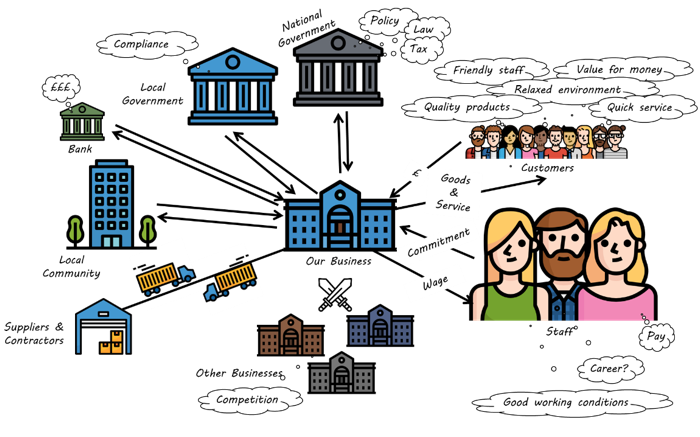 National
Government
Policy
Law
Tax
Compliance
Local
Government
£££
Bank
Friendly staff
Value for money
Relaxed environment
Quality products
Quick service
Customers
£
Goods
&
Service
Local
Community
Our Business
Commitment
Wage
Suppliers &
Contractors
Other Businesses
Competition
Staff
Pay
Career?
Good working conditions